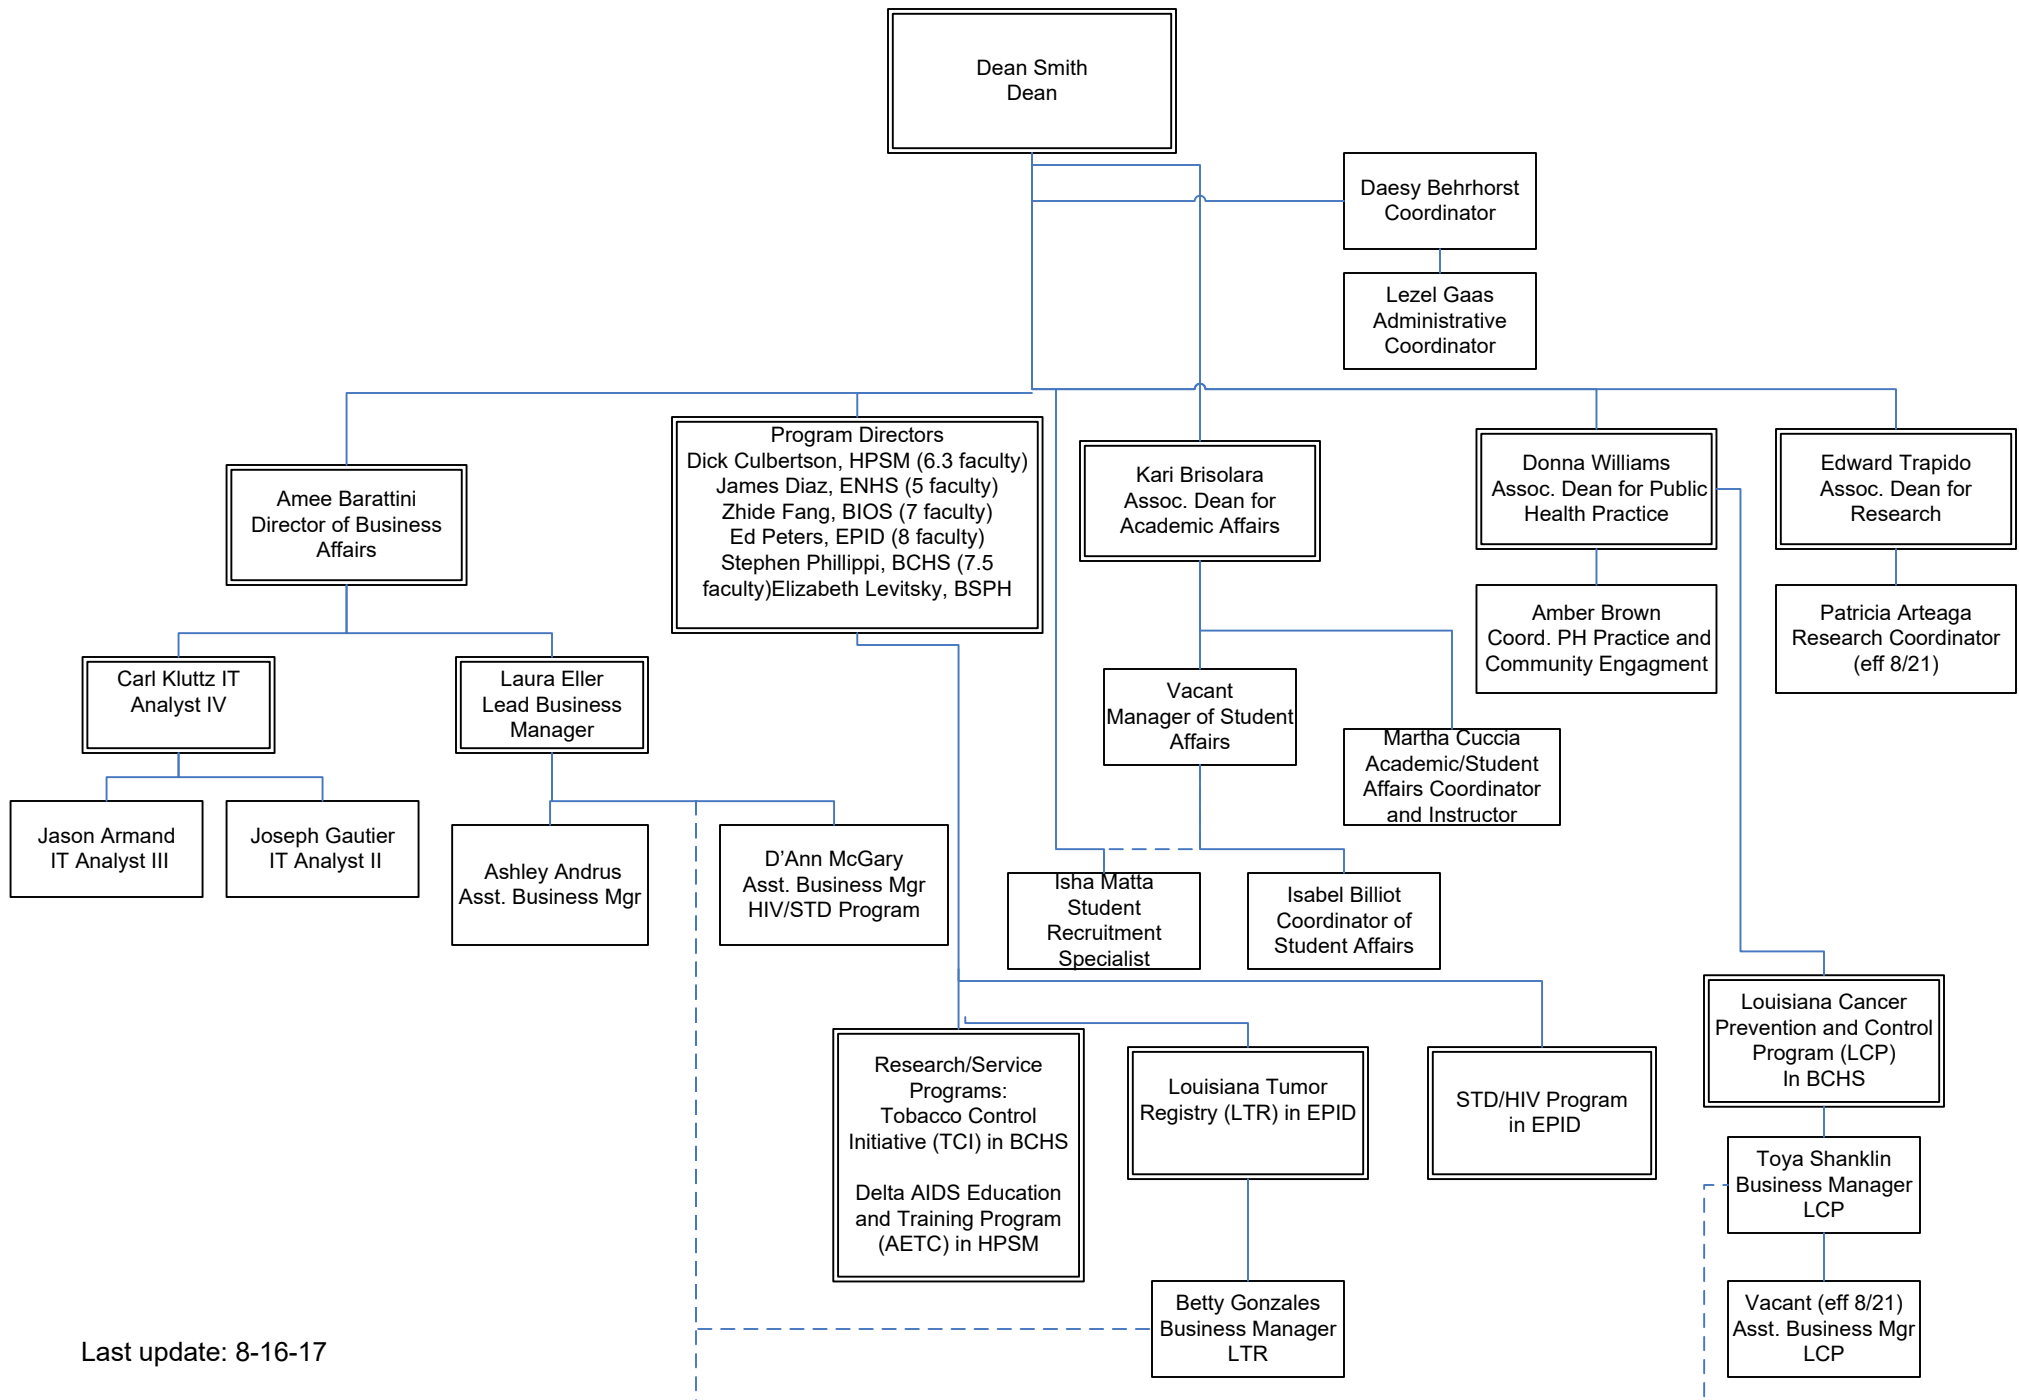 Dean Smith
Dean
Daesy Behrhorst
Coordinator
Lezel Gaas
Administrative
Coordinator
Amee Barattini
Director of Business
Affairs
Program Directors
Dick Culbertson, HPSM (6.3 faculty)
James Diaz, ENHS (5 faculty)
Zhide Fang, BIOS (7 faculty)
Ed Peters, EPID (8 faculty)
Stephen Phillippi, BCHS (7.5
faculty)Elizabeth Levitsky, BSPH
Kari Brisolara
Assoc. Dean for
Academic Affairs
Donna Williams
Assoc. Dean for Public
Health Practice
Edward Trapido
Assoc. Dean for
Research
Amber Brown
Coord. PH Practice and
Community Engagment
Patricia Arteaga
Research Coordinator
(eff 8/21)
Carl Kluttz IT
Analyst IV
Laura Eller
Lead Business
Manager
Vacant
Manager of Student
Affairs
Martha Cuccia
Academic/Student
Affairs Coordinator
and Instructor
Jason Armand
IT Analyst III
Joseph Gautier
IT Analyst II
Ashley Andrus
Asst. Business Mgr
D’Ann McGary
Asst. Business Mgr
HIV/STD Program
Isha Matta
Student
Recruitment
Specialist
Isabel Billiot
Coordinator of
Student Affairs
Research/Service
Programs:
Tobacco Control
Initiative (TCI) in BCHS
Delta AIDS Education
and Training Program
(AETC) in HPSM
Louisiana Tumor
Registry (LTR) in EPID
STD/HIV Program
in EPID
Louisiana Cancer
Prevention and Control
Program (LCP)
In BCHS
Toya Shanklin
Business Manager
LCP
Betty Gonzales
Business Manager
LTR
Vacant (eff 8/21)
Asst. Business Mgr
LCP
Last update: 8-16-17